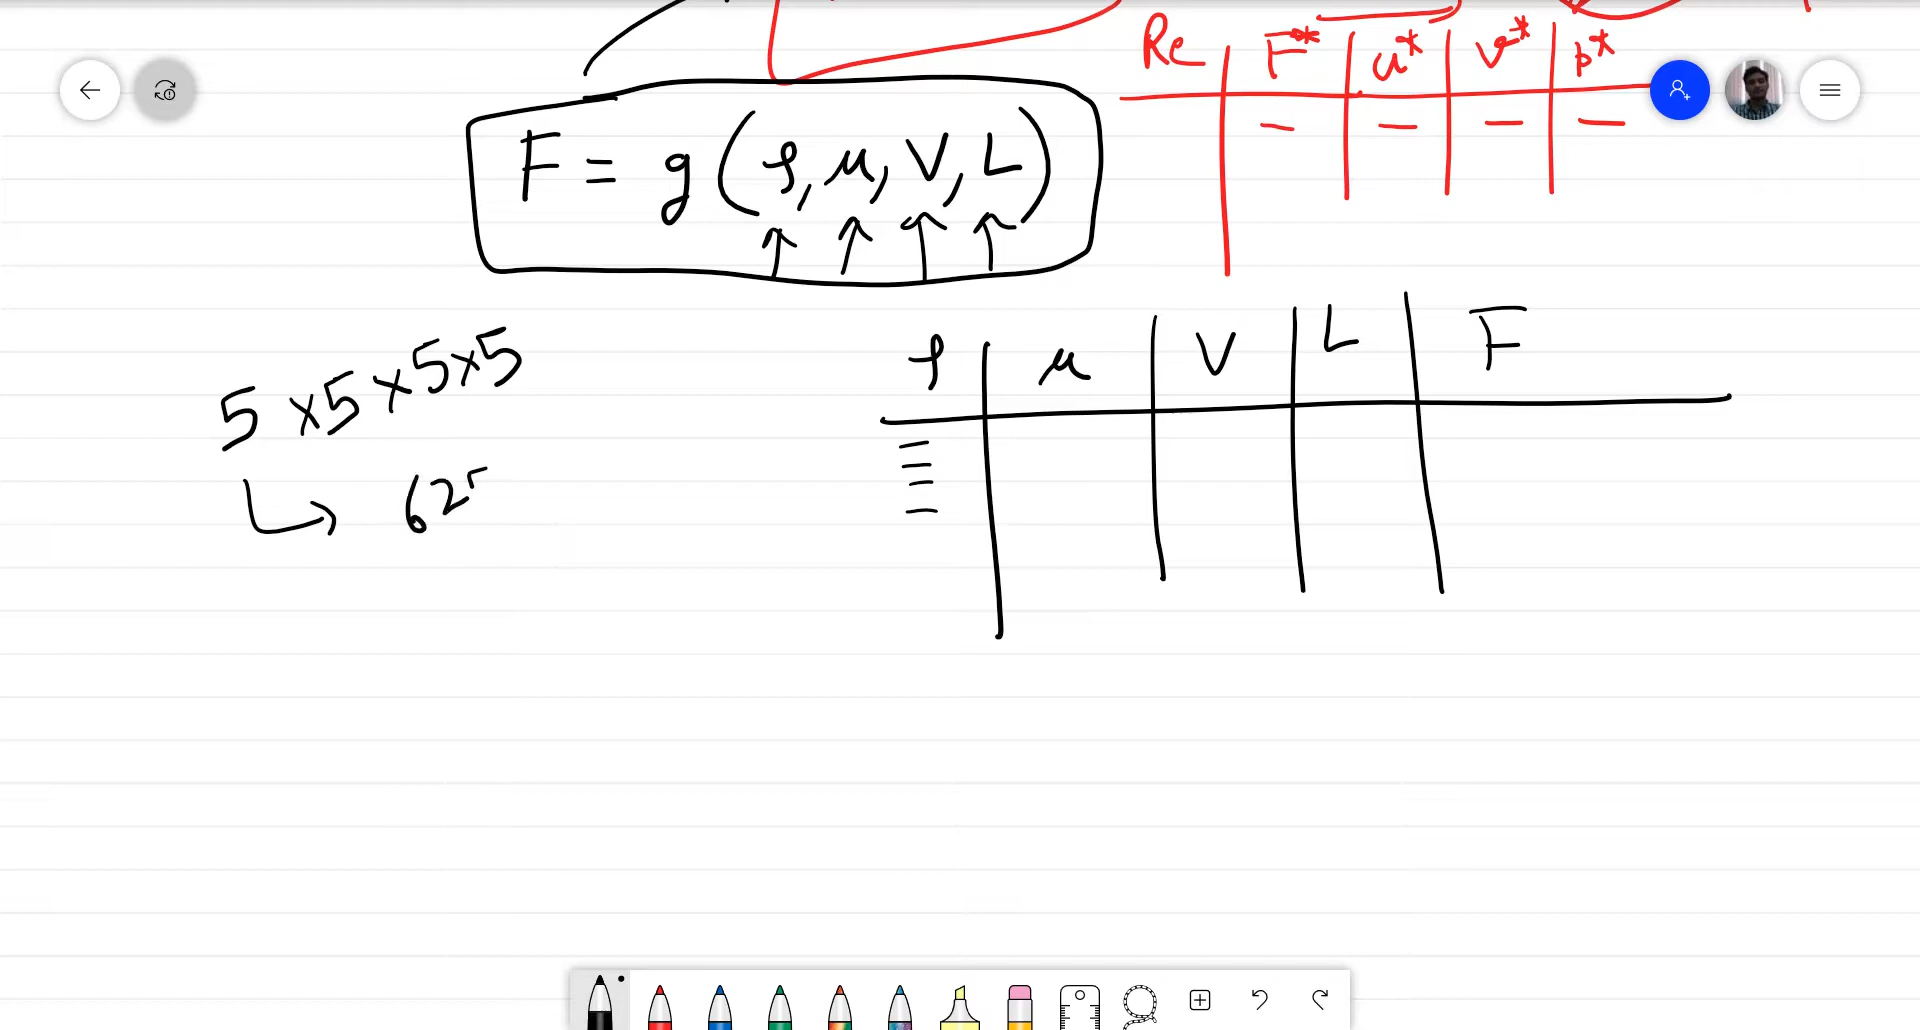 Re F* u* v* p*
F = g(ρ, μ, V, L)
ρ μ V L F
5 × 5 × 5 × 5
↳ 625